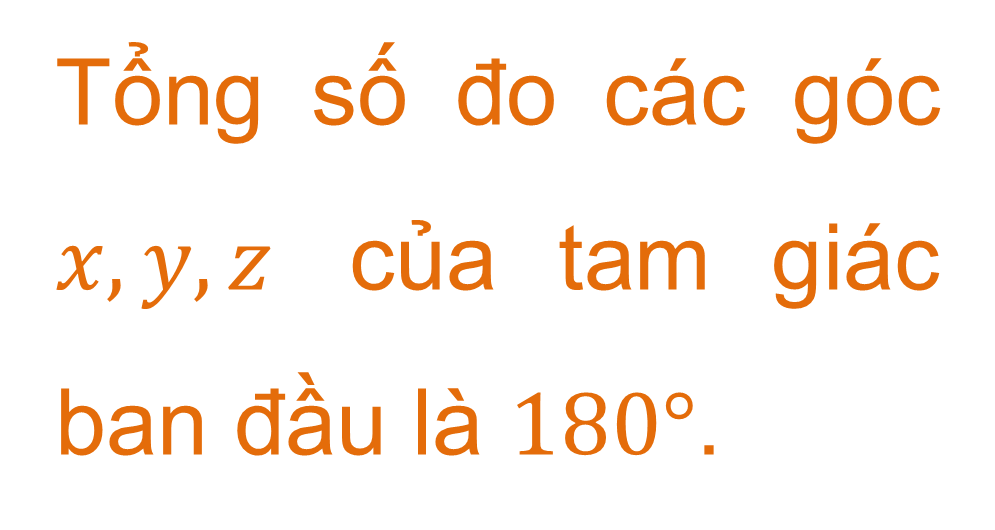 Tổng số đo các góc
x, y, z của tam giác
ban đầu là 180°.